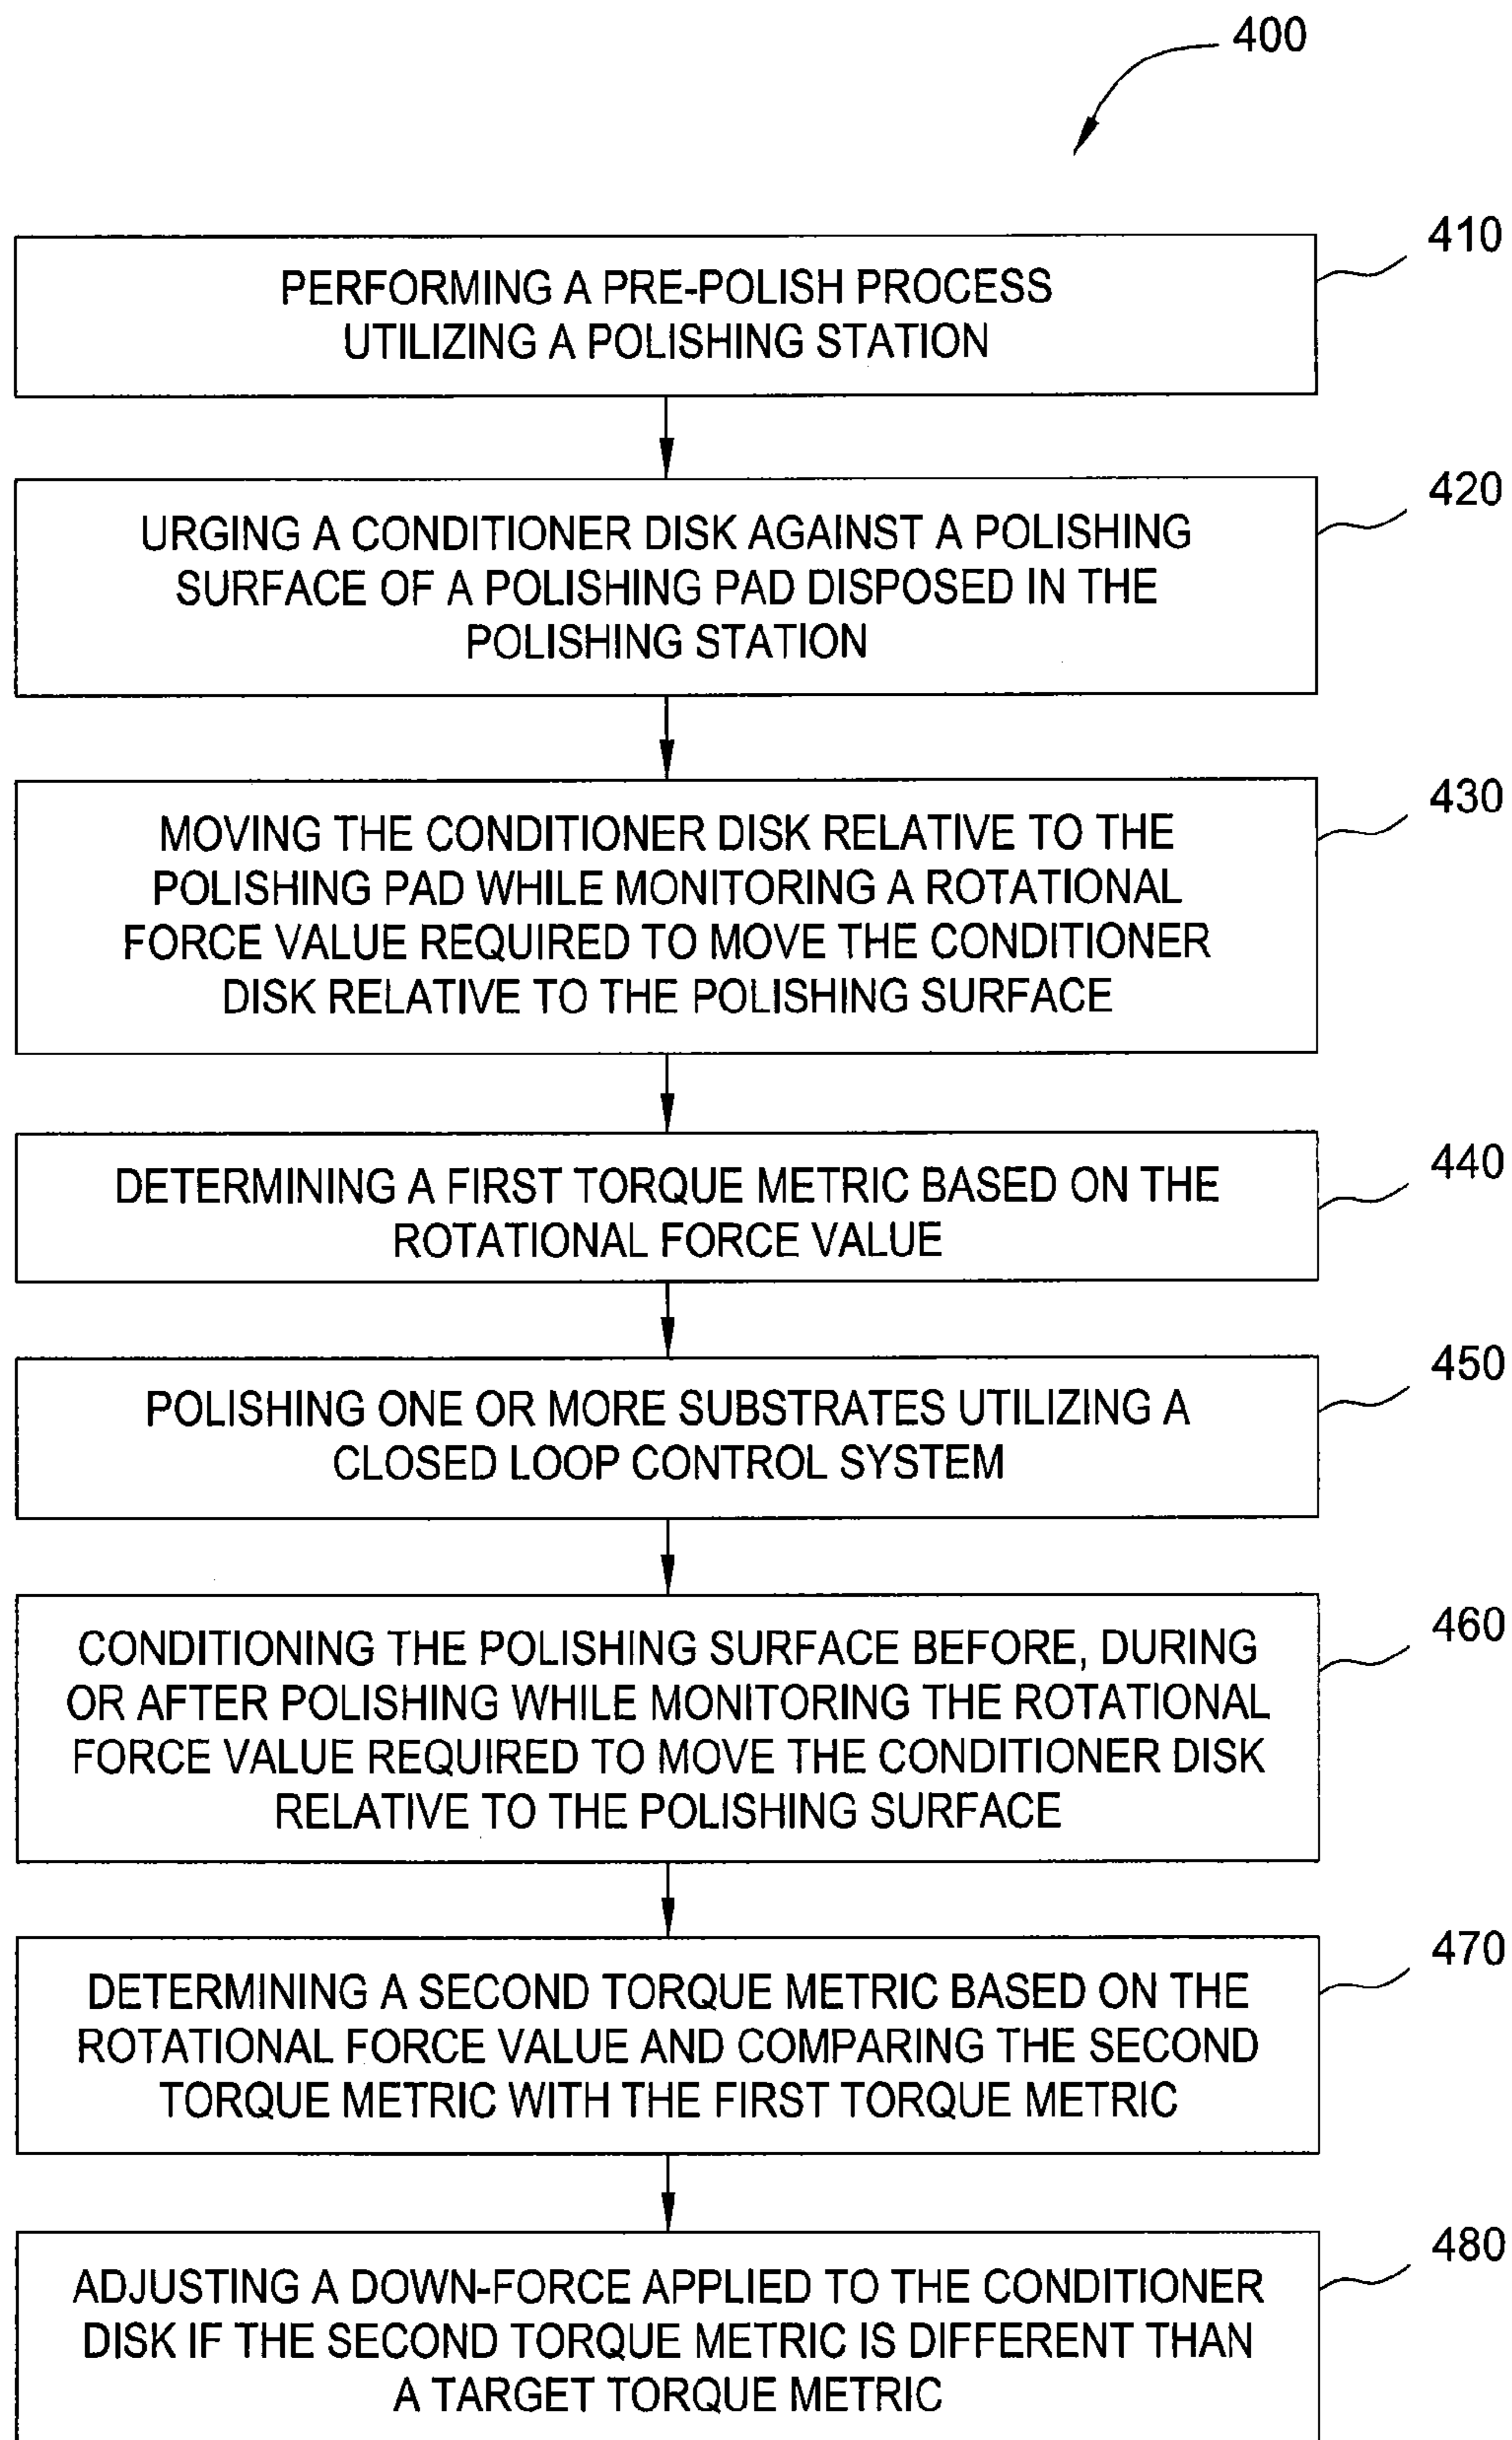 400
410
PERFORMING A PRE-POLISH PROCESS
UTILIZING A POLISHING STATION
420
URGING A CONDITIONER DISK AGAINST A POLISHING
SURFACE OF A POLISHING PAD DISPOSED IN THE
POLISHING STATION
430
MOVING THE CONDITIONER DISK RELATIVE TO THE
POLISHING PAD WHILE MONITORING A ROTATIONAL
FORCE VALUE REQUIRED TO MOVE THE CONDITIONER
DISK RELATIVE TO THE POLISHING SURFACE
440
DETERMINING A FIRST TORQUE METRIC BASED ON THE
ROTATIONAL FORCE VALUE
450
POLISHING ONE OR MORE SUBSTRATES UTILIZING A
CLOSED LOOP CONTROL SYSTEM
460
CONDITIONING THE POLISHING SURFACE BEFORE, DURING
OR AFTER POLISHING WHILE MONITORING THE ROTATIONAL
FORCE VALUE REQUIRED TO MOVE THE CONDITIONER DISK
RELATIVE TO THE POLISHING SURFACE
470
DETERMINING A SECOND TORQUE METRIC BASED ON THE
ROTATIONAL FORCE VALUE AND COMPARING THE SECOND
TORQUE METRIC WITH THE FIRST TORQUE METRIC
480
ADJUSTING A DOWN-FORCE APPLIED TO THE CONDITIONER
DISK IF THE SECOND TORQUE METRIC IS DIFFERENT THAN
A TARGET TORQUE METRIC